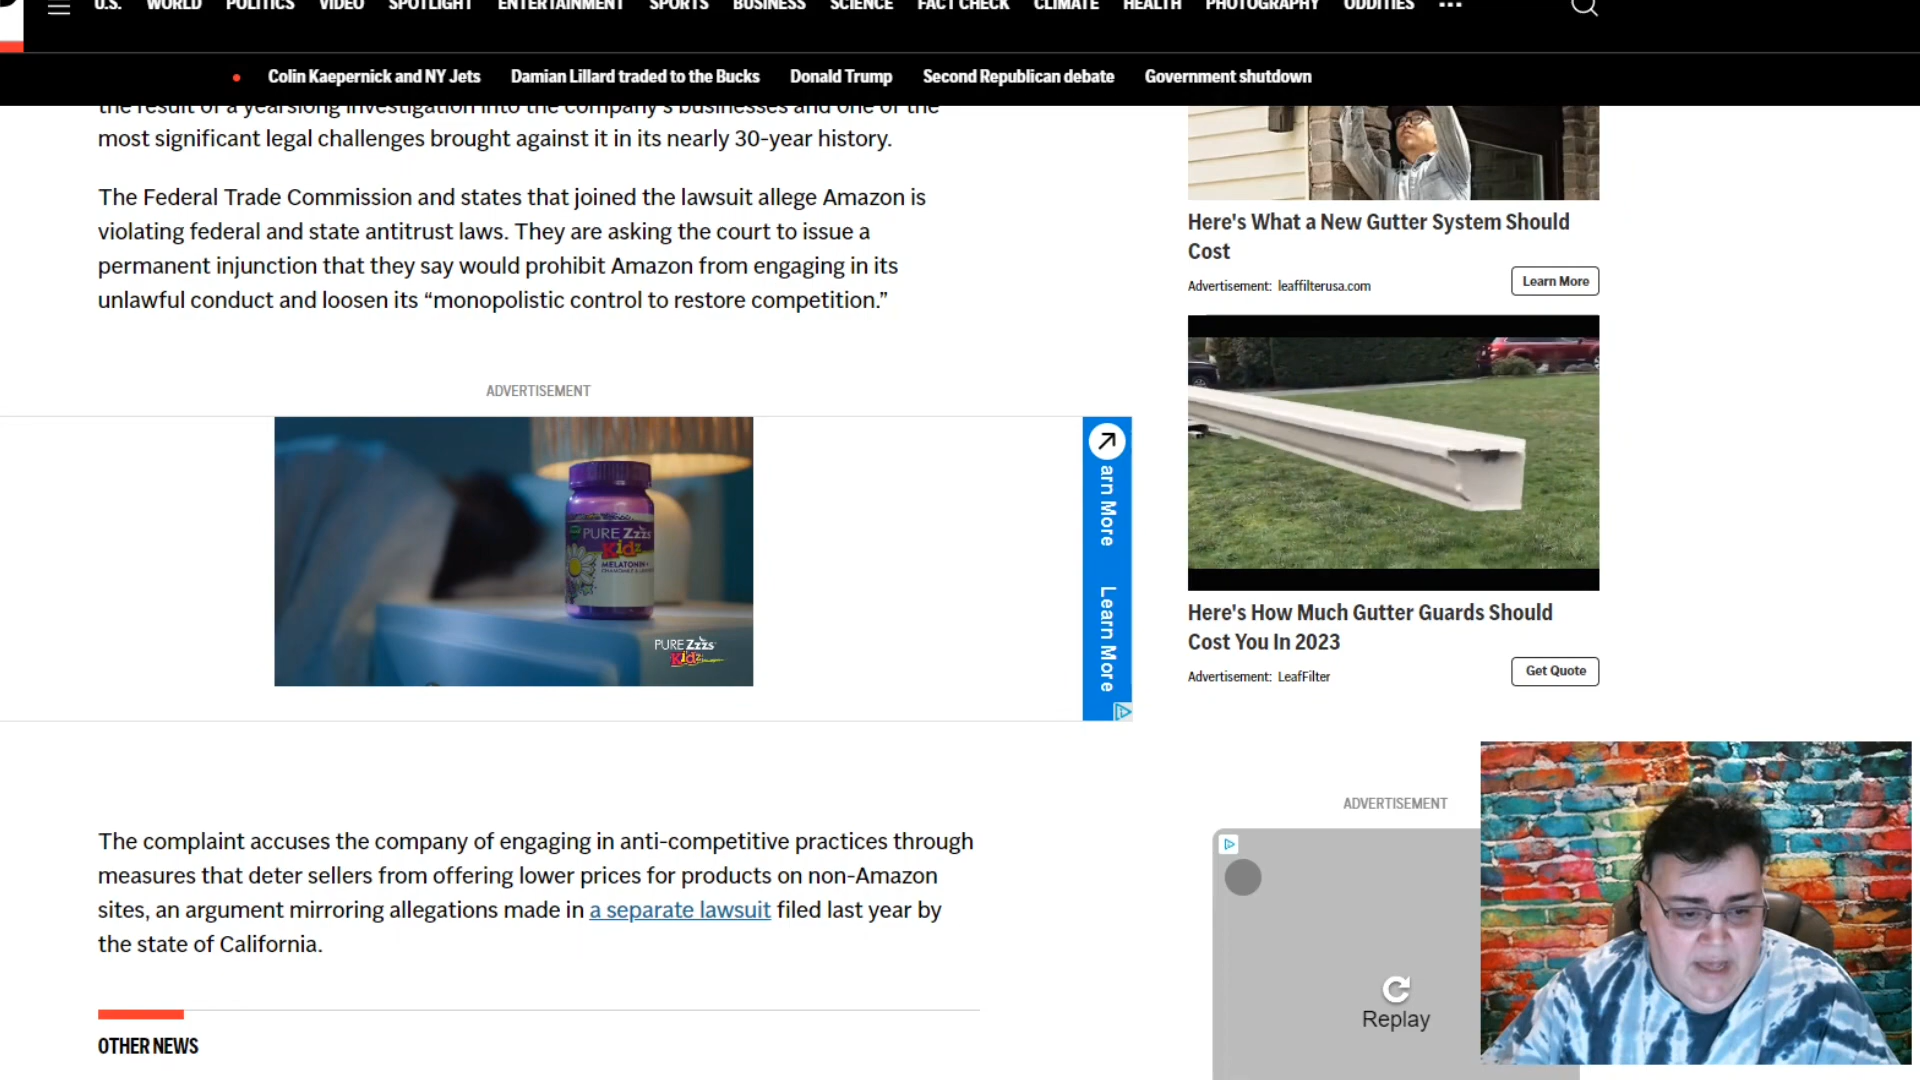 U.S. WORLD POLITICS VIDEO SPOTLIGHT ENTERTAINMENT SPORTS BUSINESS SCIENCE FACT CHECK CLIMATE HEALTH PHOTOGRAPHY ODDITIES ...
Colin Kaepernick and NY Jets Damian Lillard traded to the Bucks Donald Trump Second Republican debate Government shutdown
the result of a yearslong investigation into the company's businesses and one of the
most significant legal challenges brought against it in its nearly 30-year history.
The Federal Trade Commission and states that joined the lawsuit allege Amazon is
violating federal and state antitrust laws. They are asking the court to issue a
permanent injunction that they say would prohibit Amazon from engaging in its
unlawful conduct and loosen its “monopolistic control to restore competition.”
ADVERTISEMENT
PURE Zzzs
Kidz
MELATONIN +
PURE Zzzs
Kidz
arn More
Learn More
The complaint accuses the company of engaging in anti-competitive practices through
measures that deter sellers from offering lower prices for products on non-Amazon
sites, an argument mirroring allegations made in a separate lawsuit filed last year by
the state of California.
OTHER NEWS
Here's What a New Gutter System Should
Cost
Advertisement: leaffilterusa.com
Learn More
Here's How Much Gutter Guards Should
Cost You In 2023
Advertisement: LeafFilter
Get Quote
ADVERTISEMENT
Replay